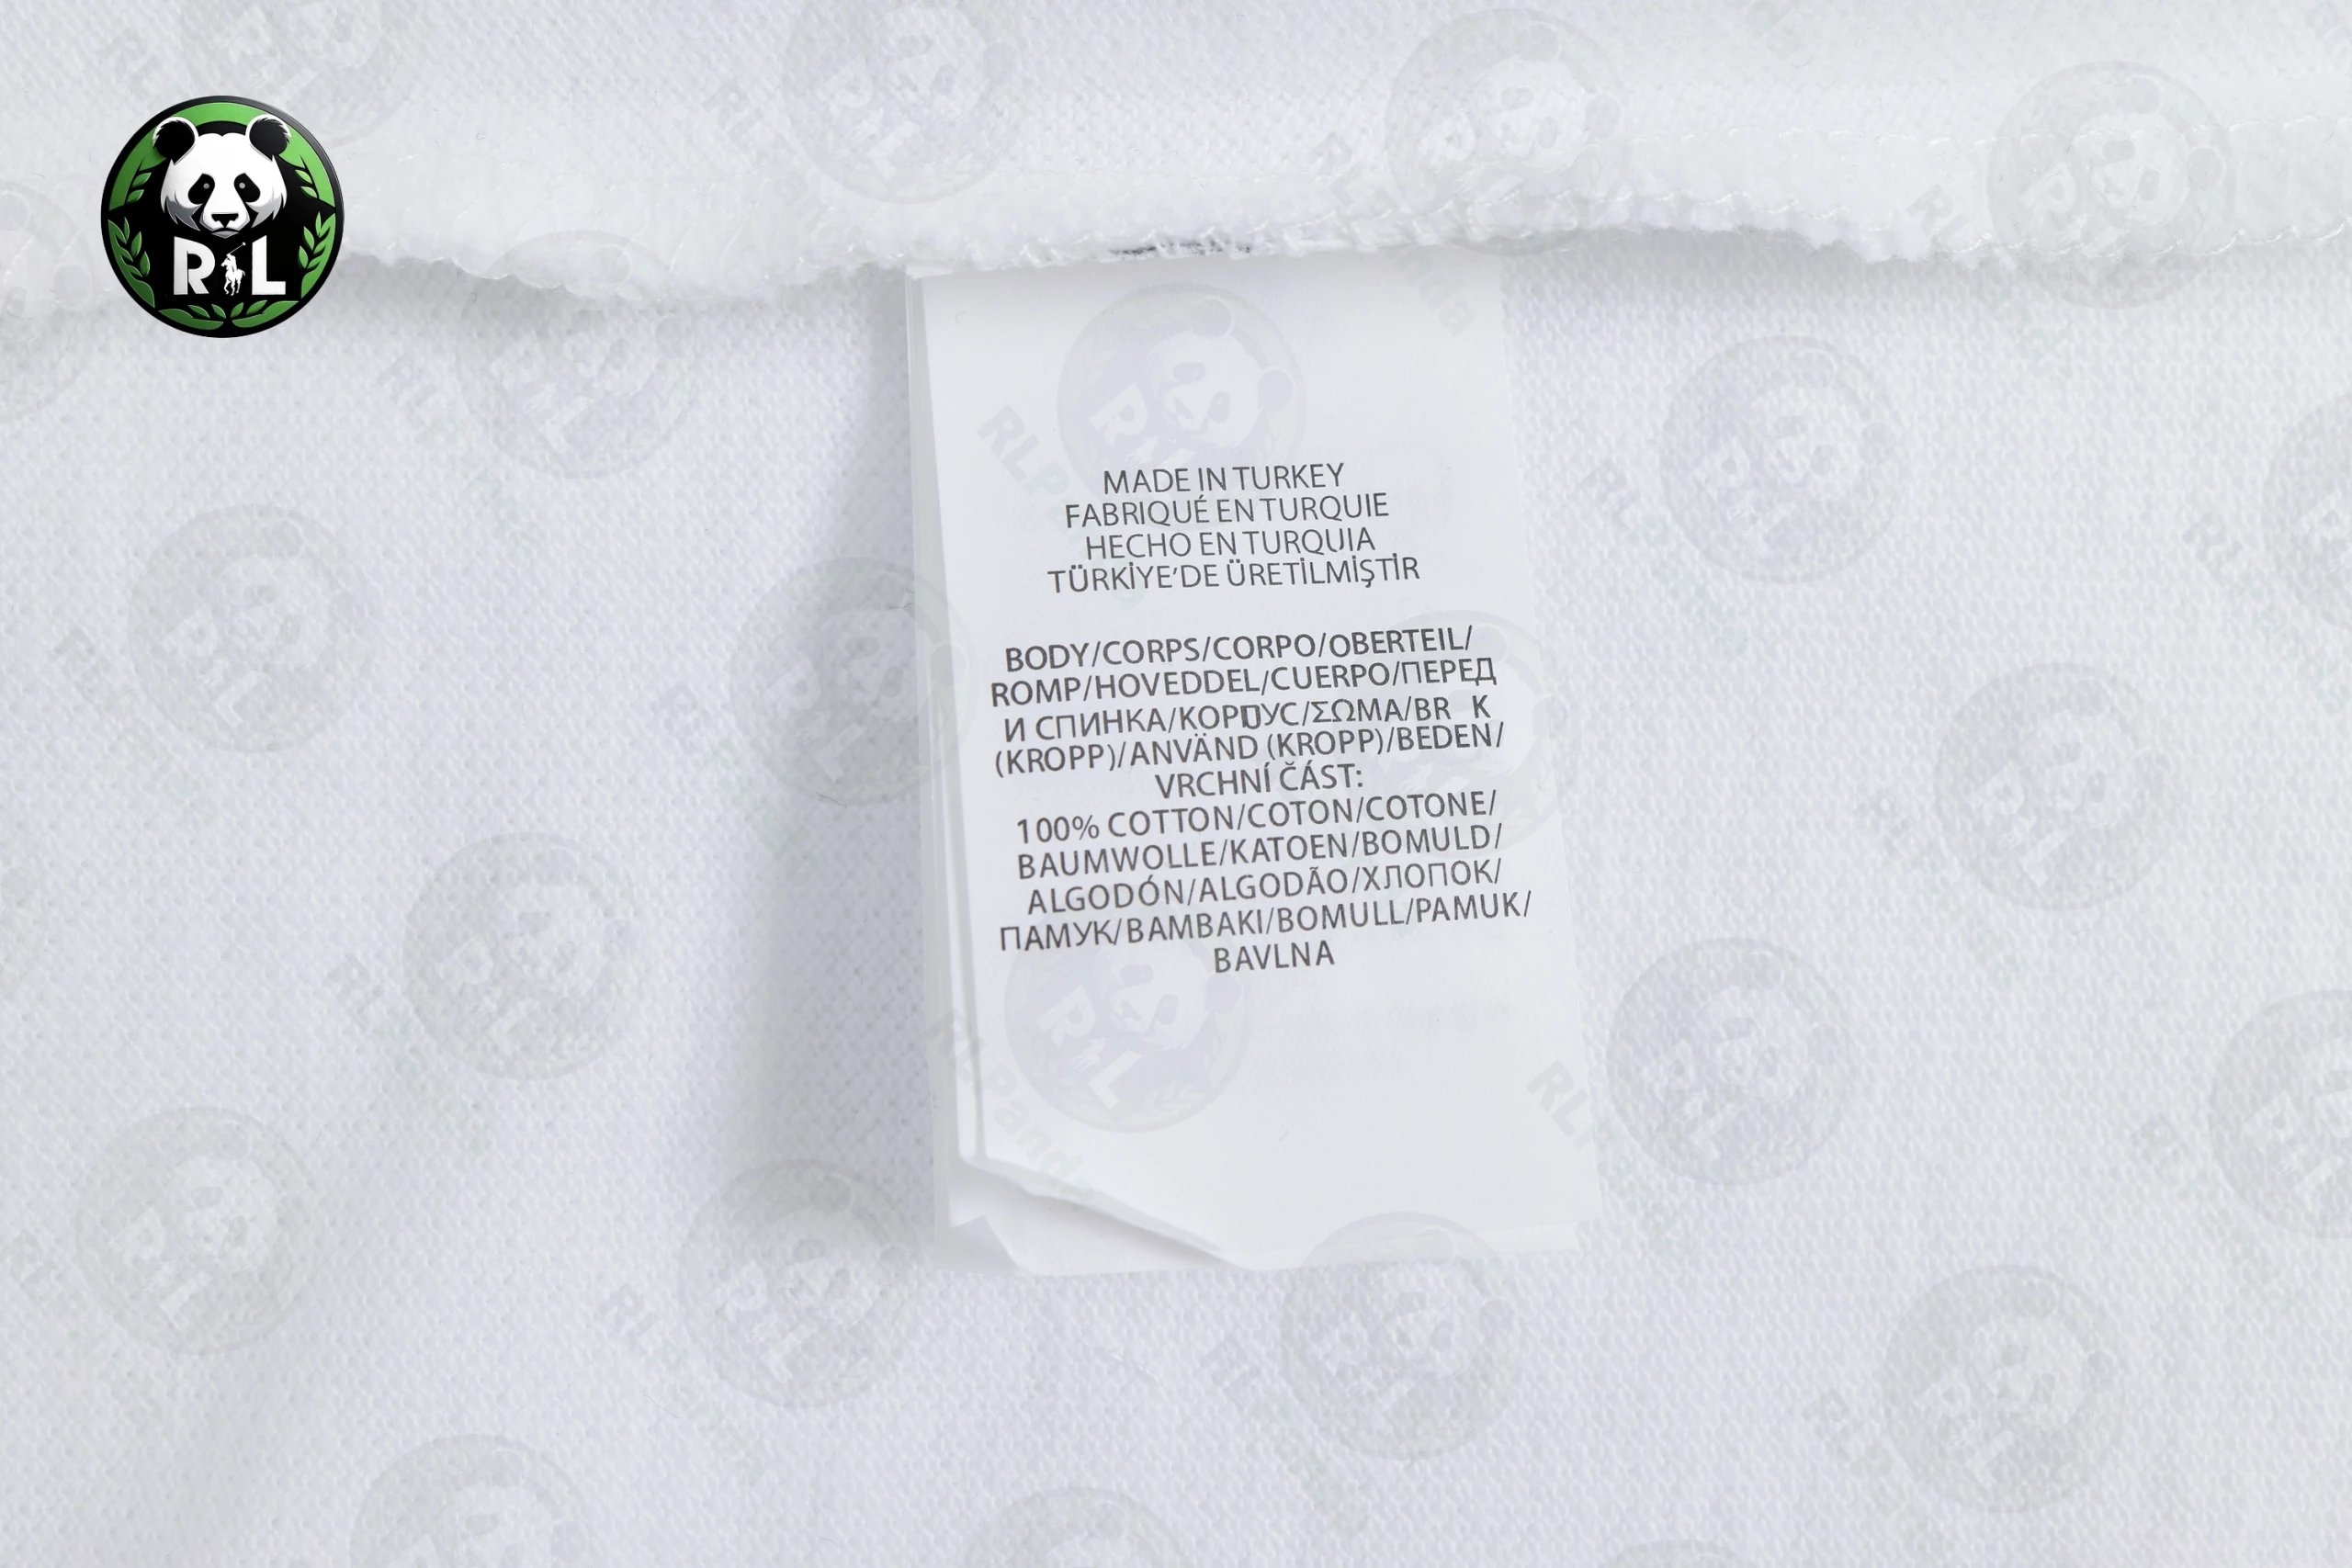 R L
MADE IN TURKEY
FABRIQUÉ EN TURQUIE
HECHO EN TURQUIA
TÜRKİYE’DE ÜRETİLMİŞTİR
BODY/CORPS/CORPO/OBERTEIL/
ROMP/HOVEDDEL/CUERPO/ПЕРЕД
И СПИНКА/КОРПУС/ΣΩΜΑ/BR K
(KROPP)/ANVÄND (KROPP)/BEDEN/
VRCHNÍ ČÁST:
100% COTTON/COTON/COTONE/
BAUMWOLLE/KATOEN/BOMULD/
ALGODÓN/ALGODÃO/ХЛОПОК/
ПАМУК/BAMBAKI/BOMULL/PAMUK/
BAVLNA